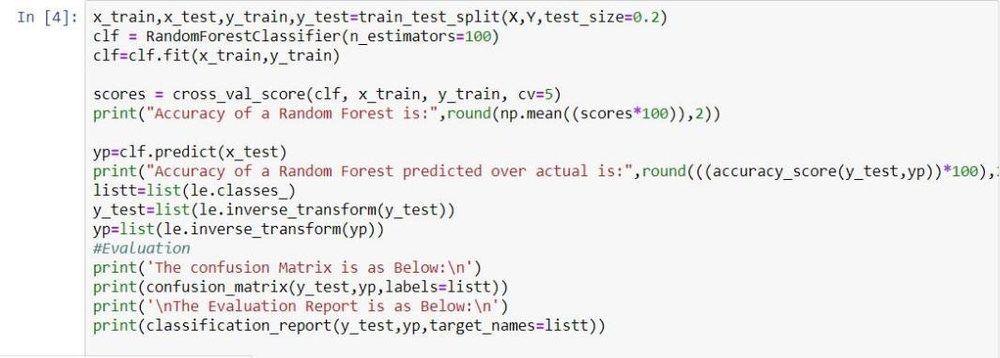 In [4]: x_train,x_test,y_train,y_test=train_test_split(X,Y,test_size=0.2)
clf = RandomForestClassifier(n_estimators=100)
clf=clf.fit(x_train,y_train)
scores = cross_val_score(clf, x_train, y_train, cv=5)
print("Accuracy of a Random Forest is:",round(np.mean((scores*100)),2))
yp=clf.predict(x_test)
print("Accuracy of a Random Forest predicted over actual is:",round(((accuracy_score(y_test,yp))*100),
listt=list(le.classes_)
y_test=list(le.inverse_transform(y_test))
yp=list(le.inverse_transform(yp))
#Evaluation
print('The confusion Matrix is as Below:\n')
print(confusion_matrix(y_test,yp,labels=listt))
print('\nThe Evaluation Report is as Below:\n')
print(classification_report(y_test,yp,target_names=listt))